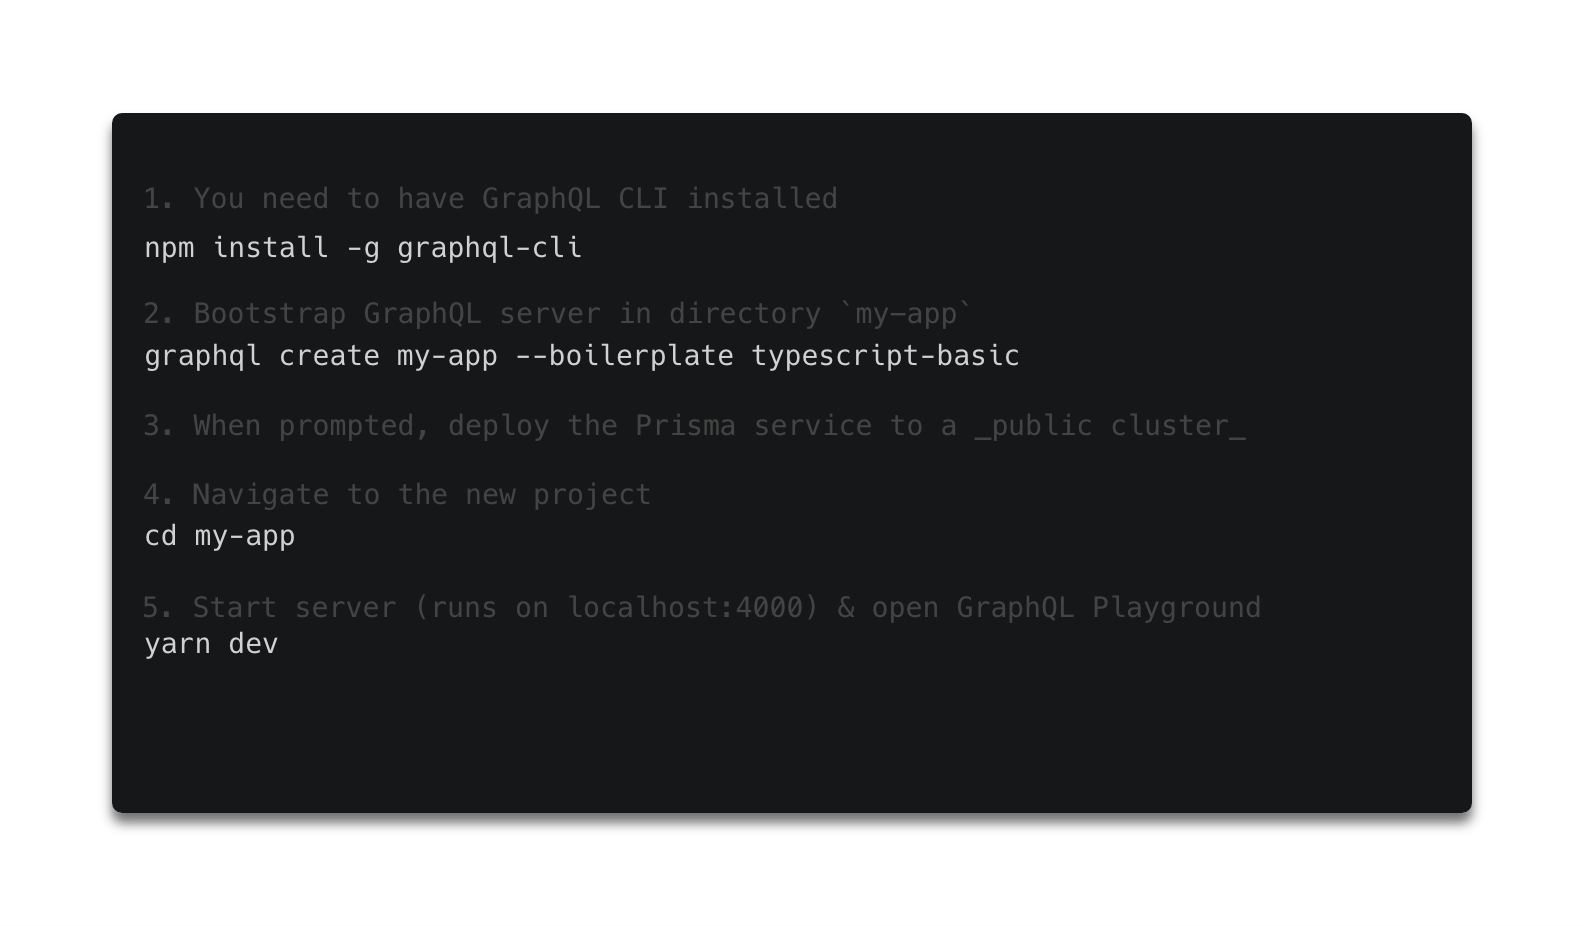 1. You need to have GraphQL CLI installed
npm install -g graphql-cli
2. Bootstrap GraphQL server in directory `my-app`
graphql create my-app --boilerplate typescript-basic
3. When prompted, deploy the Prisma service to a _public cluster_
4. Navigate to the new project
cd my-app
5. Start server (runs on localhost:4000) & open GraphQL Playground
yarn dev